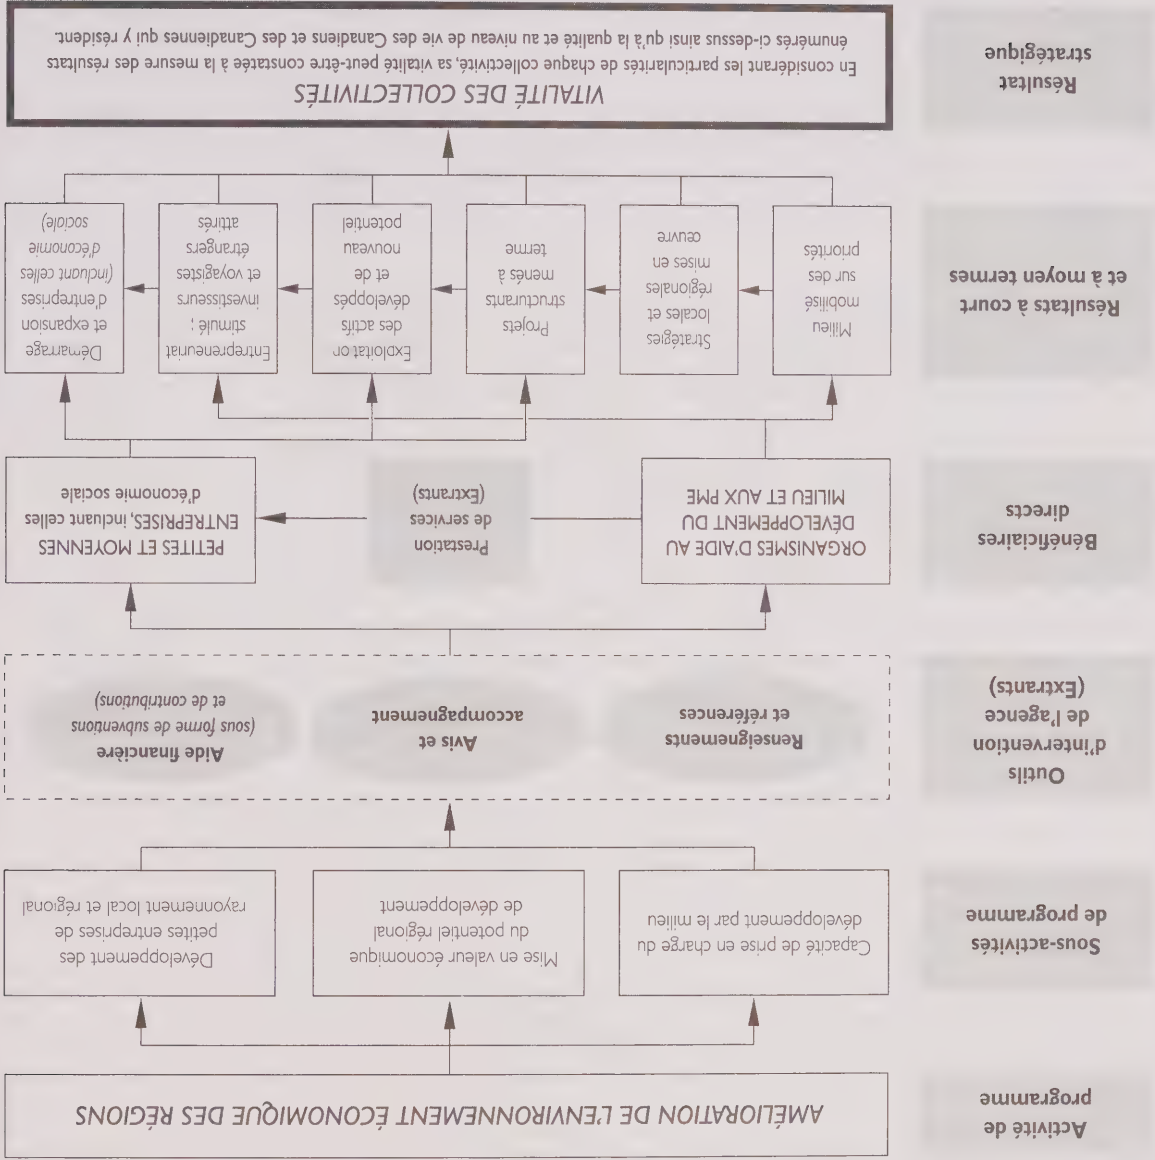 Activité de
programme
AMÉLIORATION DE L'ENVIRONNEMENT ÉCONOMIQUE DES RÉGIONS
Sous-activités
de programme
Capacité de prise en charge du
développement par le milieu
Mise en valeur économique
du potentiel régional
de développement
Développement des
petites entreprises de
rayonnement local et régional
Outils
d'intervention
de l'agence
(Extrants)
Renseignements
et références
Avis et
accompagnement
Aide financière
(sous forme de subventions
et de contributions)
Bénéficiaires
directs
ORGANISMES D'AIDE AU
DÉVELOPPEMENT DU
MILIEU ET AUX PME
Prestation
de services
(Extrants)
PETITES ET MOYENNES
ENTREPRISES, incluant celles
d'économie sociale
Résultats à court
et à moyen termes
Milieu
mobilisé
sur des
priorités
Stratégies
locales et
régionales
mises en
œuvre
Projets
structurants
menés à
terme
Exploitation
des actifs
développés
et de
nouveau
potentiel
Entrepreneuriat
stimulé ;
investisseurs
et voyagistes
étrangers
attirés
Démarrage
et expansion
d'entreprises
(incluant celles
d'économie
sociale)
Résultat
stratégique
VITALITÉ DES COLLECTIVITÉS
En considérant les particularités de chaque collectivité, sa vitalité peut-être constatée à la mesure des résultats
énumérés ci-dessus ainsi qu'à la qualité et au niveau de vie des Canadiens et des Canadiennes qui y résident.